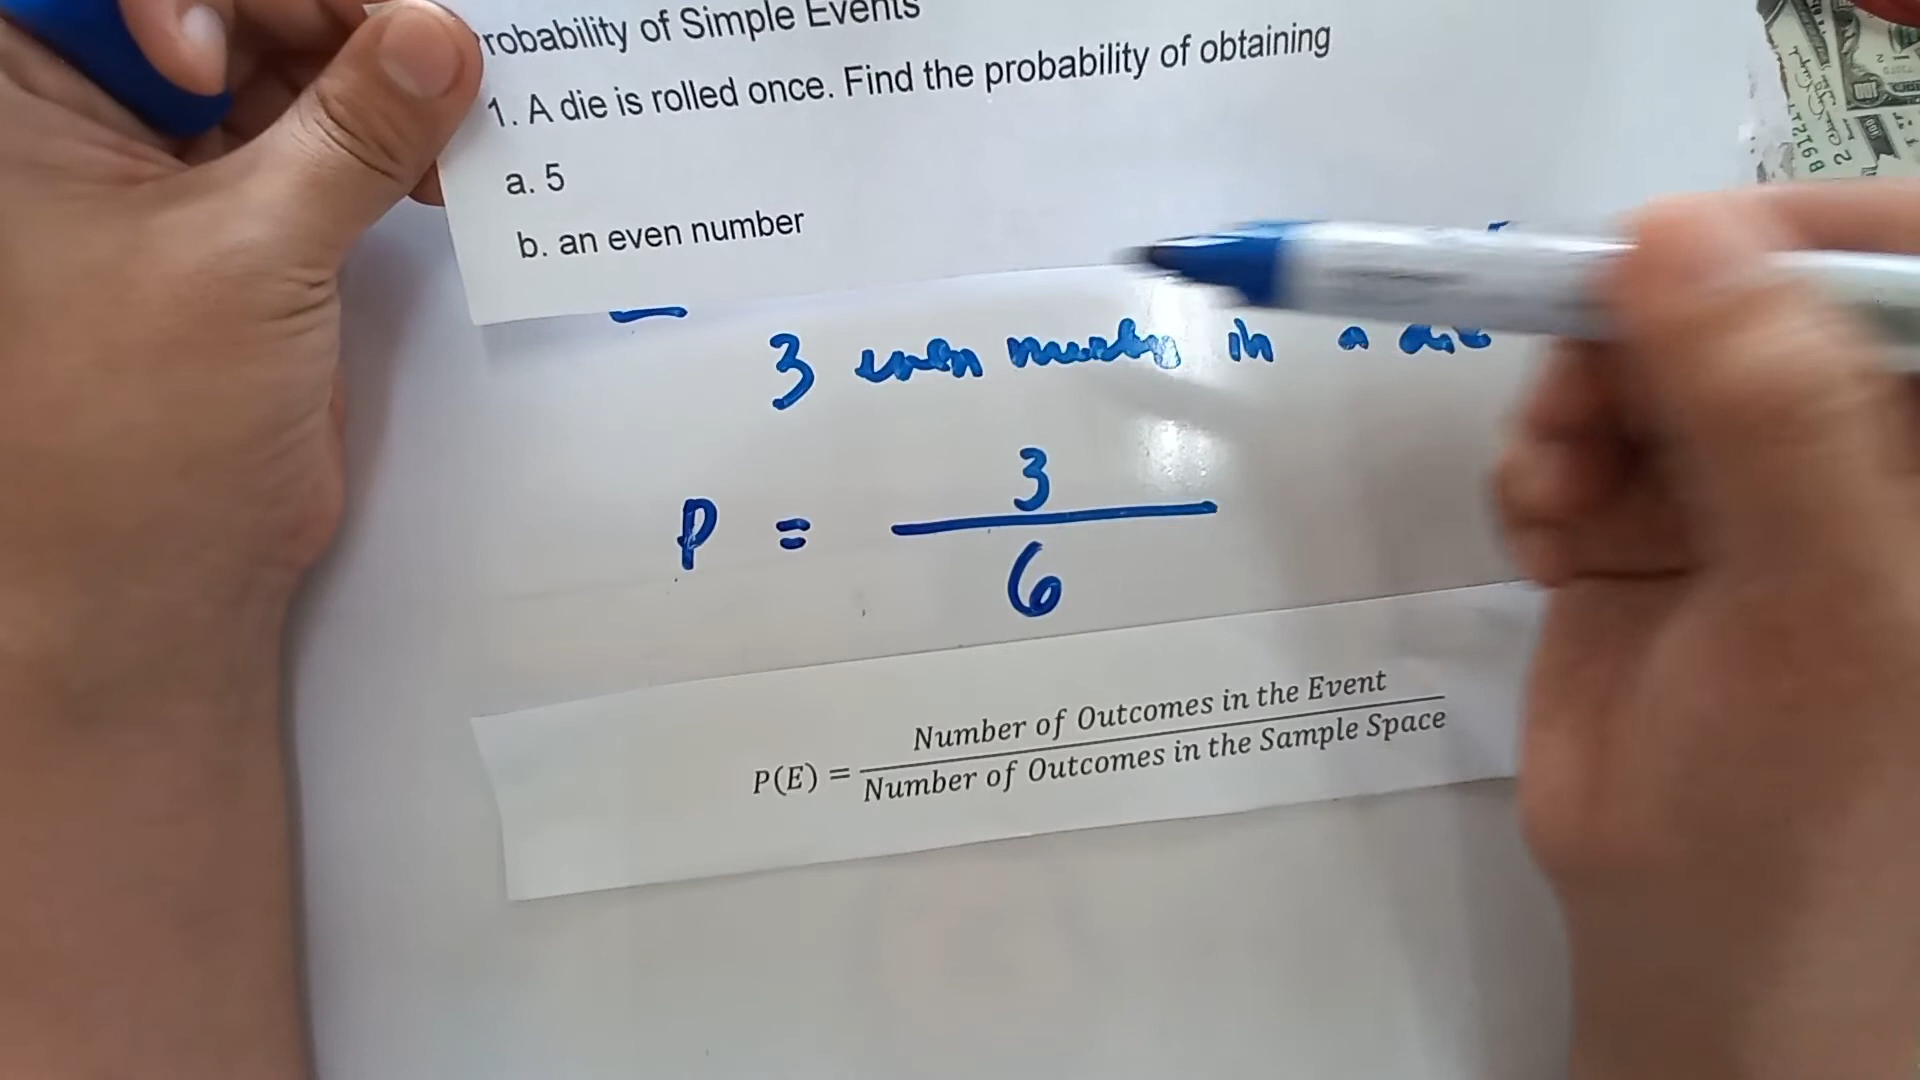 robability of Simple Events
1. A die is rolled once. Find the probability of obtaining
a. 5
b. an even number
3 even numbers in a die
P = 3
6
P(E) = Number of Outcomes in the Event
Number of Outcomes in the Sample Space
100
B912